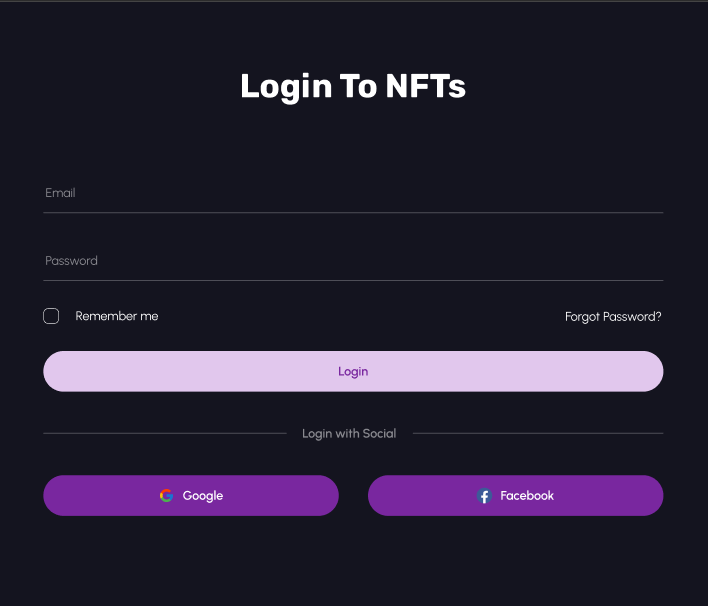 Login To NFTs
Email
Password
Remember me
Forgot Password?
Login
Login with Social
Google
Facebook